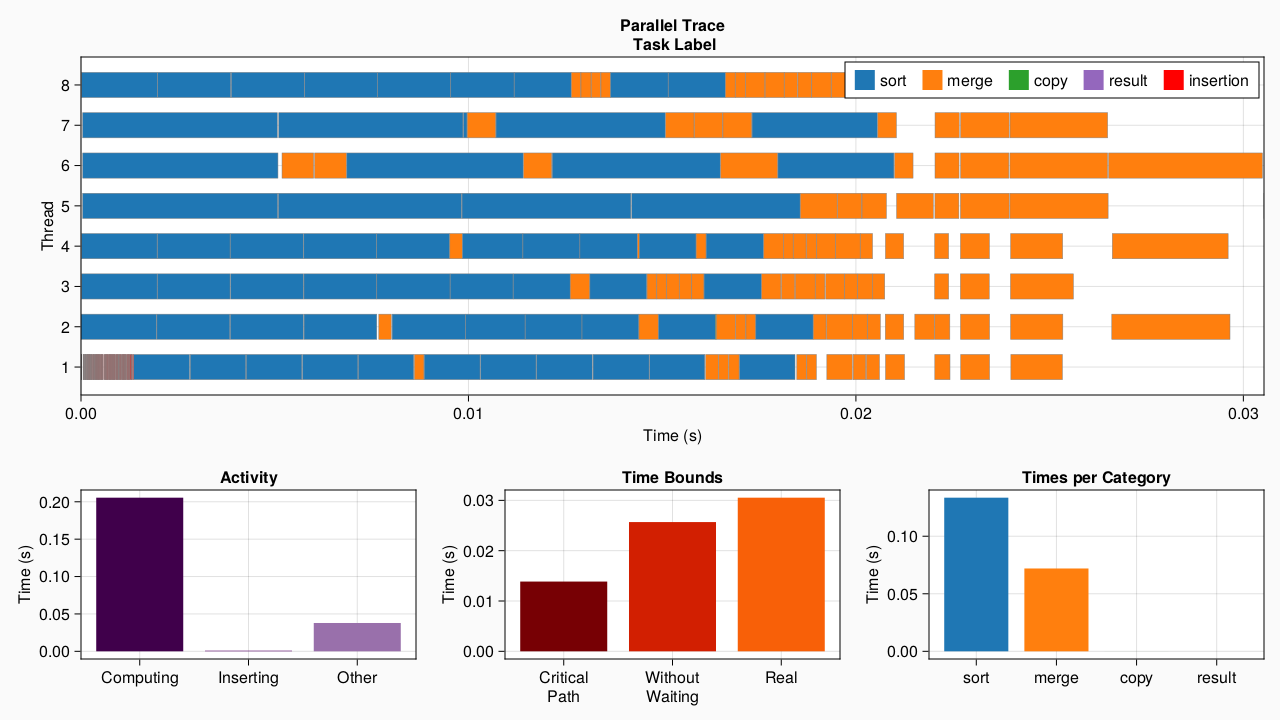 Parallel Trace
Task Label
sort merge copy result insertion
8
7
6
5
4
3
2
1
Thread
0.00 0.01 0.02 0.03
Time (s)
Activity
0.20
0.15
0.10
0.05
0.00
Time (s)
Computing Inserting Other
Time Bounds
0.03
0.02
0.01
0.00
Time (s)
Critical Path
Without Waiting
Real
Times per Category
0.10
0.05
0.00
Time (s)
sort merge copy result